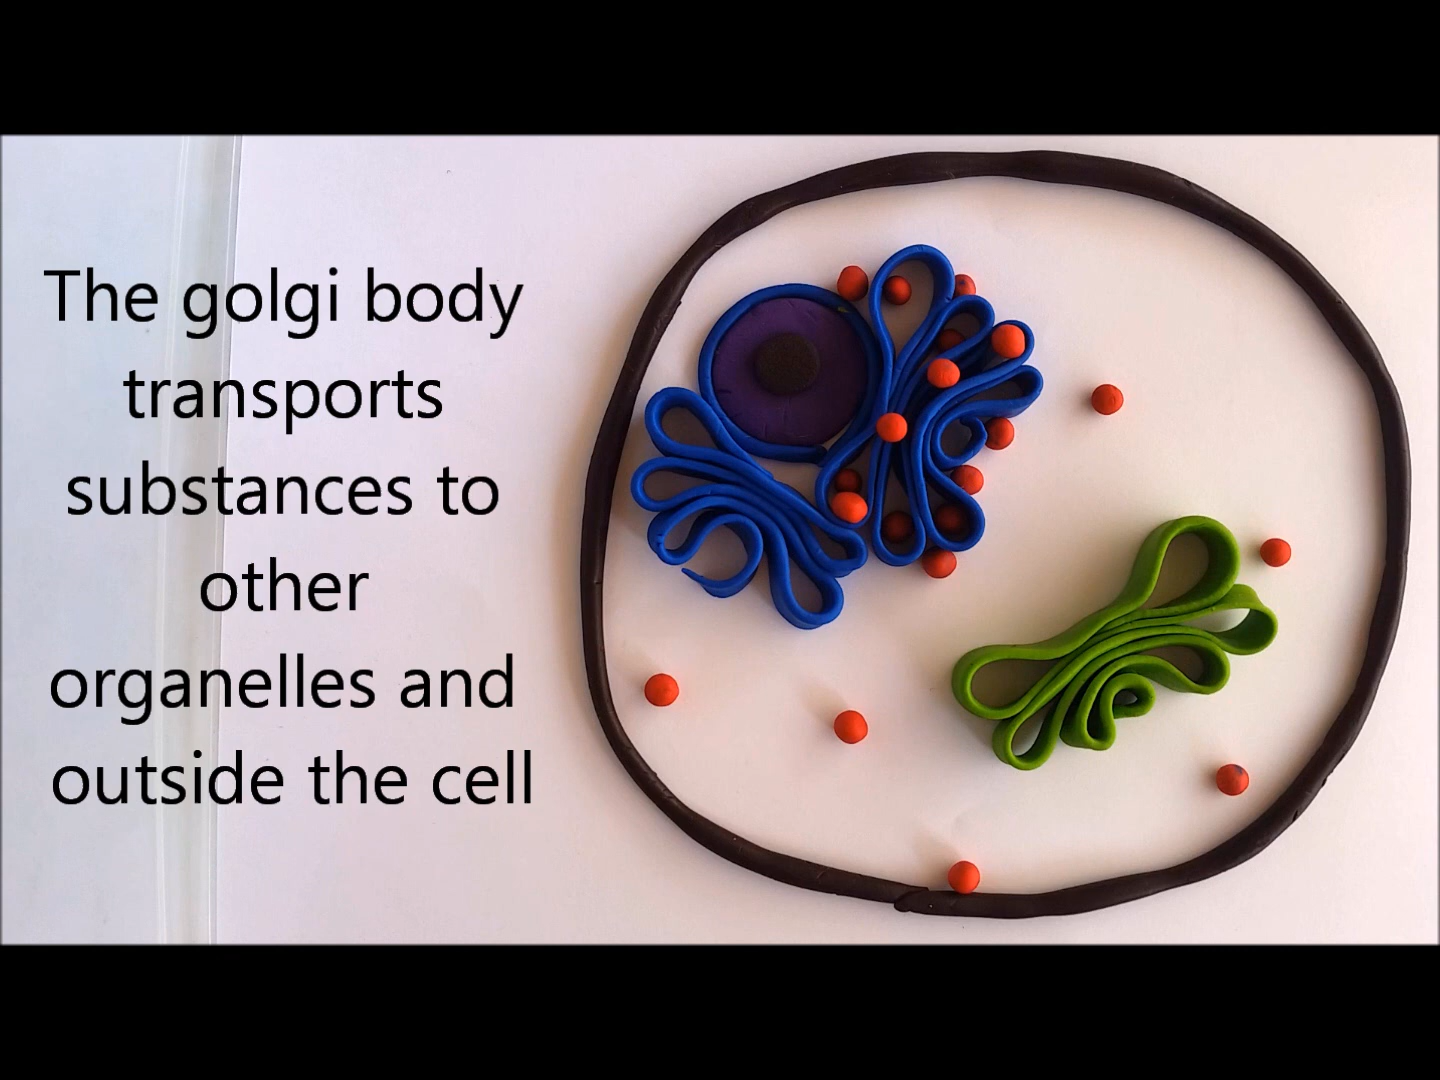 The golgi body
transports
substances to
other
organelles and
outside the cell